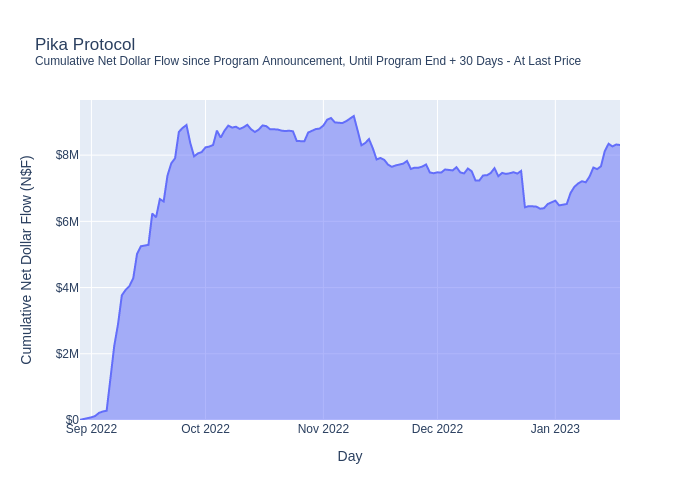 Pika Protocol
Cumulative Net Dollar Flow since Program Announcement, Until Program End + 30 Days - At Last Price
Cumulative Net Dollar Flow (N$F)
$8M
$6M
$4M
$2M
$0
Sep 2022
Oct 2022
Nov 2022
Dec 2022
Jan 2023
Day